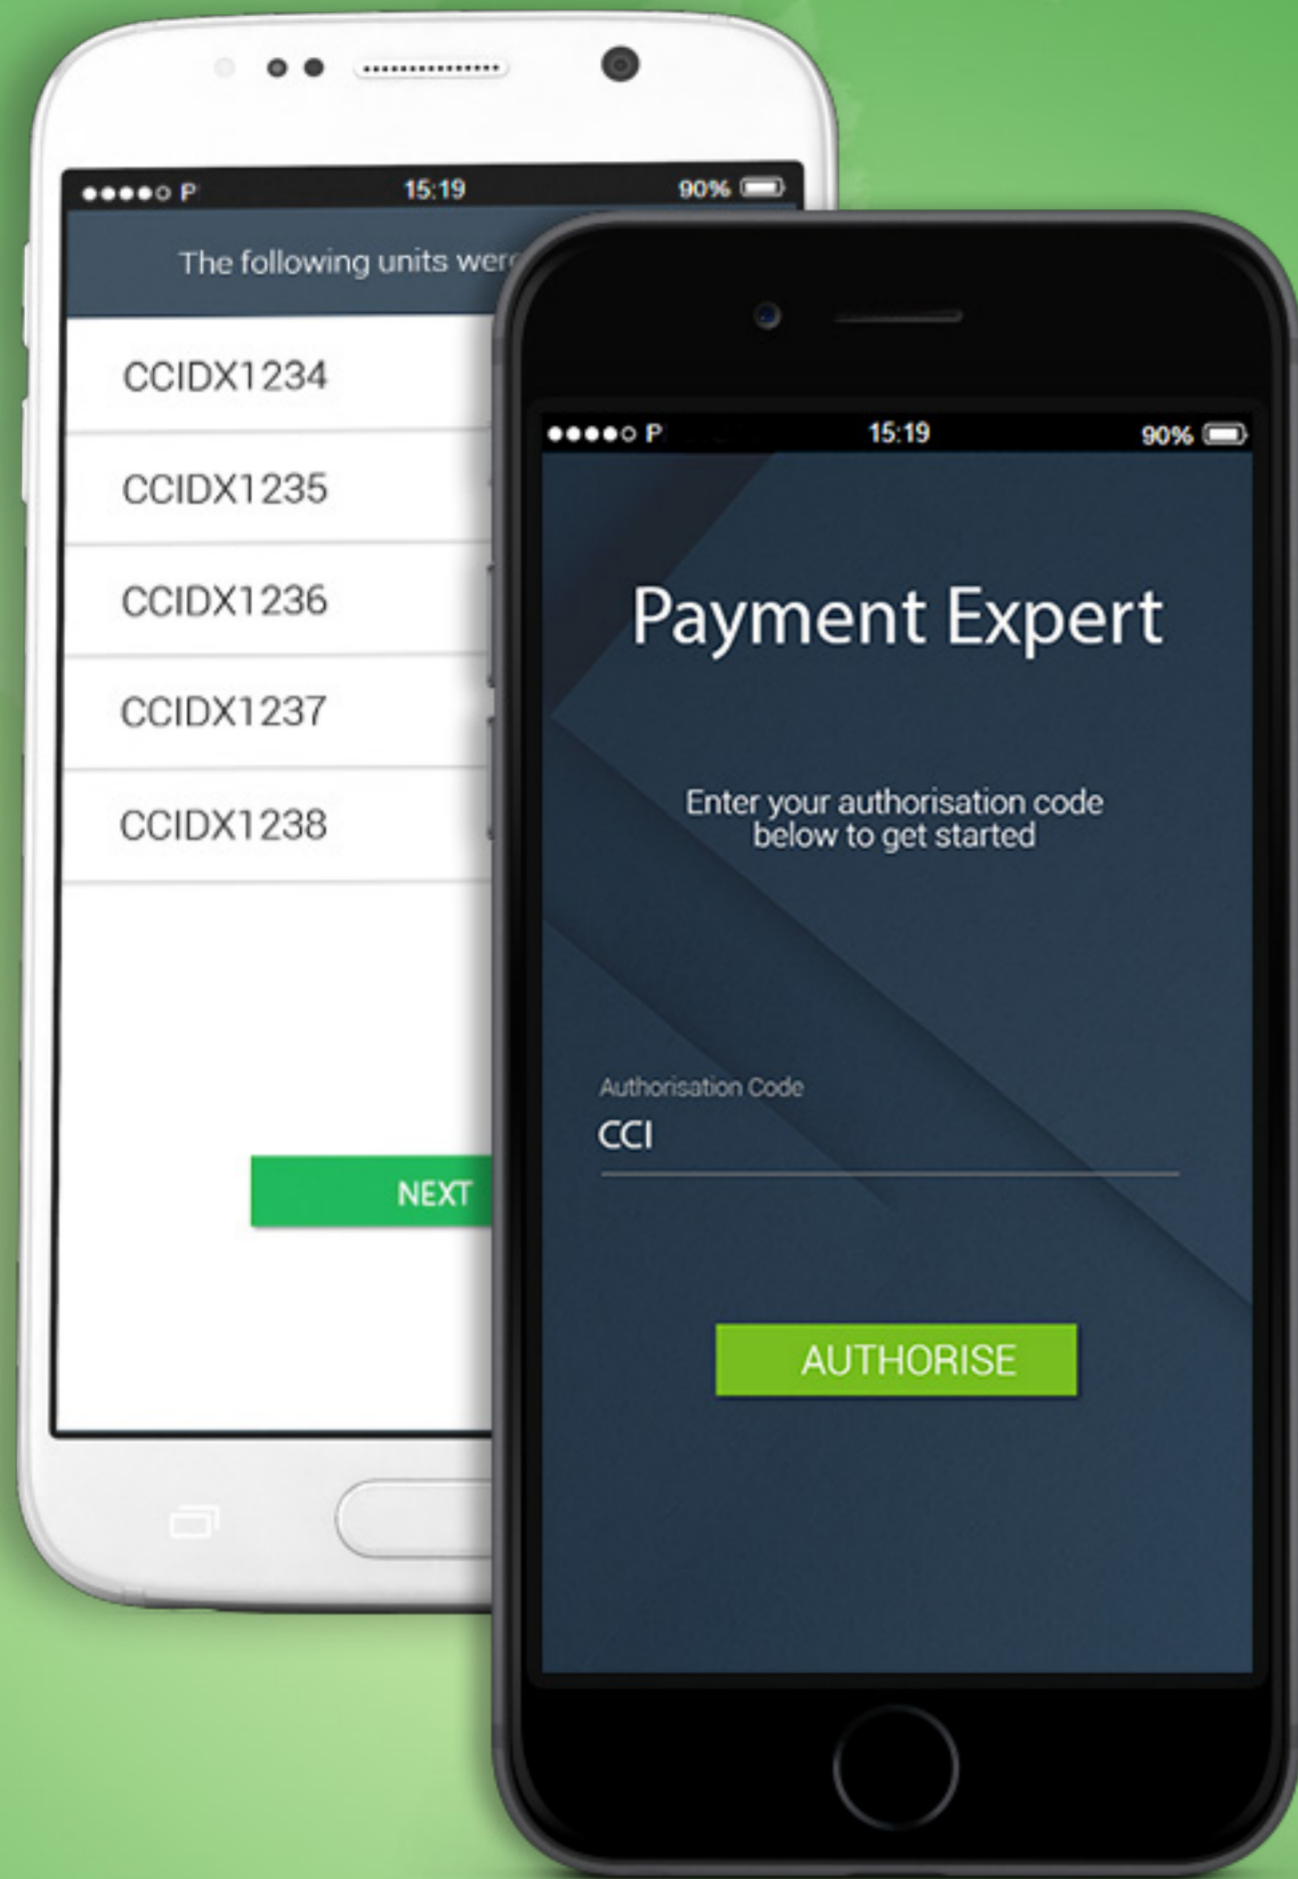 P
15:19
90%
The following units were
CCIDX1234
CCIDX1235
CCIDX1236
CCIDX1237
CCIDX1238
NEXT
P
15:19
90%
Payment Expert
Enter your authorisation code
below to get started
Authorisation Code
CCI
AUTHORISE